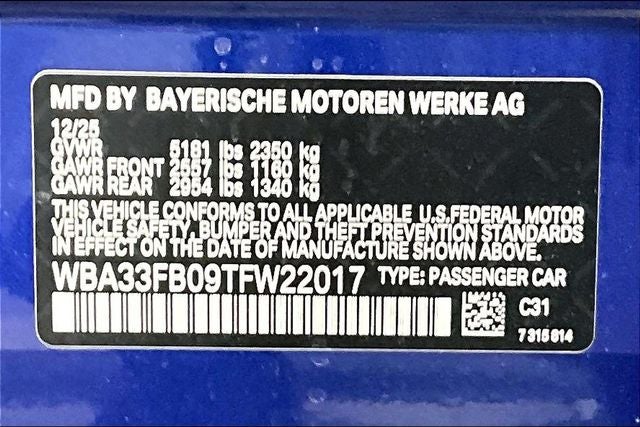 MFD BY BAYERISCHE MOTOREN WERKE AG
12/25
GVWR 5181 lbs 2350 kg
GAWR FRONT 2557 lbs 1160 kg
GAWR REAR 2954 lbs 1340 kg
THIS VEHICLE CONFORMS TO ALL APPLICABLE U.S.FEDERAL MOTOR
VEHICLE SAFETY, BUMPER AND THEFT PREVENTION STANDARDS
IN EFFECT ON THE DATE OF MANUFACTURE SHOWN ABOVE.
WBA33FB09TFW22017 TYPE: PASSENGER CAR
C31
7315814